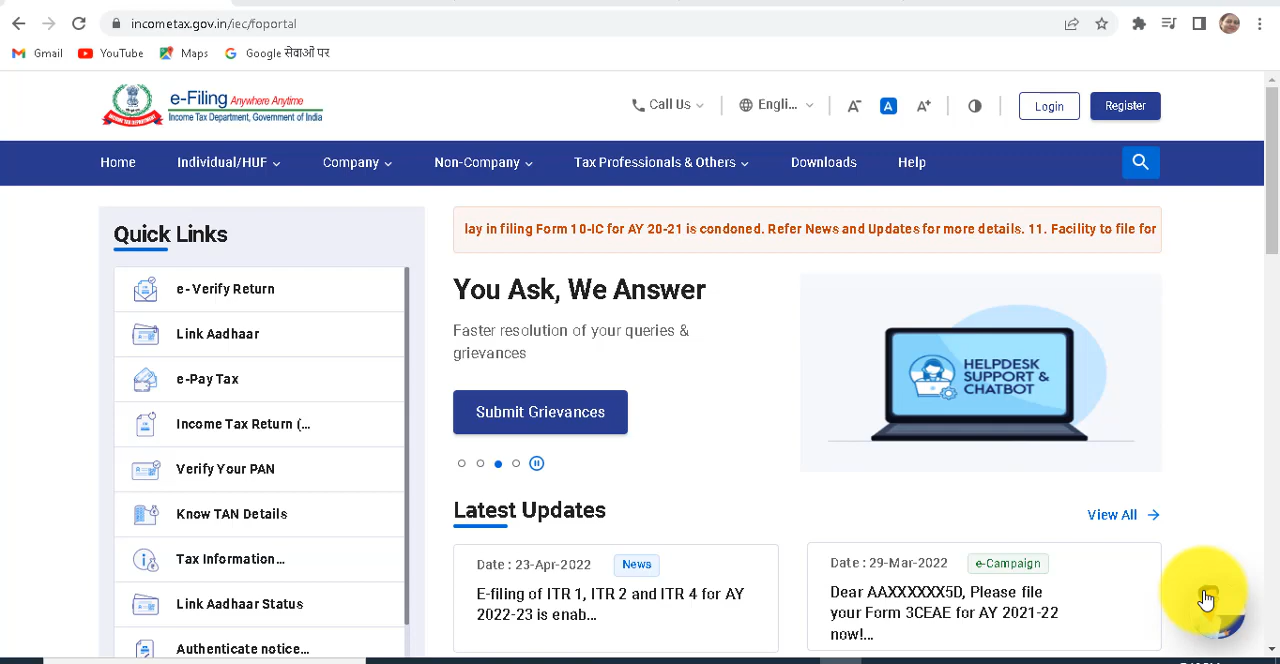 incometax.gov.in/iec/foportal
Gmail YouTube Maps Google सेवाओं पर
e-Filing Anywhere Anytime
Income Tax Department, Government of India
Call Us Engli... A- A A+ Login Register
Home Individual/HUF Company Non-Company Tax Professionals & Others Downloads Help
Quick Links
e-Verify Return
Link Aadhaar
e-Pay Tax
Income Tax Return (...
Verify Your PAN
Know TAN Details
Tax Information...
Link Aadhaar Status
Authenticate notice...
lay in filing Form 10-IC for AY 20-21 is condoned. Refer News and Updates for more details. 11. Facility to file for
You Ask, We Answer
Faster resolution of your queries &
grievances
Submit Grievances
HELPDESK
SUPPORT &
CHATBOT
Latest Updates
View All
Date : 23-Apr-2022 News
E-filing of ITR 1, ITR 2 and ITR 4 for AY
2022-23 is enab...
Date : 29-Mar-2022 e-Campaign
Dear AAXXXXXX5D, Please file
your Form 3CEAE for AY 2021-22
now!...